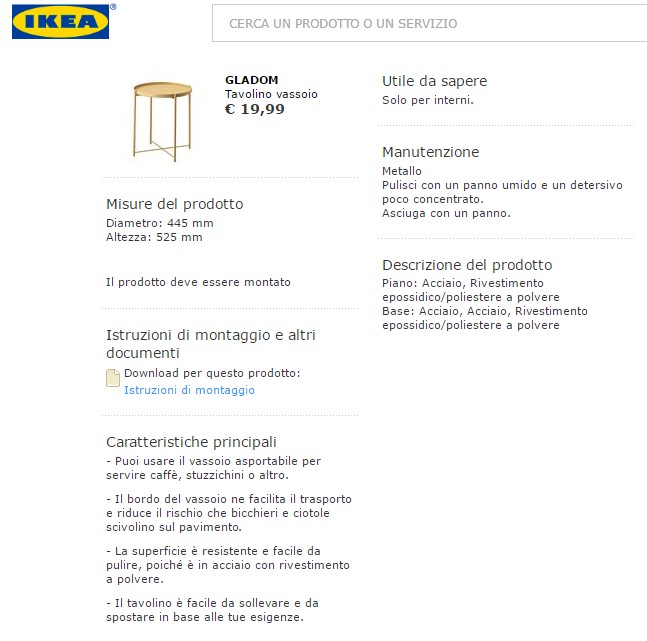 IKEA®
CERCA UN PRODOTTO O UN SERVIZIO
GLADOM
Tavolino vassoio
€ 19,99
Misure del prodotto
Diametro: 445 mm
Altezza: 525 mm
Il prodotto deve essere montato
Istruzioni di montaggio e altri
documenti
Download per questo prodotto:
Istruzioni di montaggio
Caratteristiche principali
- Puoi usare il vassoio asportabile per
servire caffè, stuzzichini o altro.
- Il bordo del vassoio ne facilita il trasporto
e riduce il rischio che bicchieri e ciotole
scivolino sul pavimento.
- La superficie è resistente e facile da
pulire, poiché è in acciaio con rivestimento
a polvere.
- Il tavolino è facile da sollevare e da
spostare in base alle tue esigenze.
Utile da sapere
Solo per interni.
Manutenzione
Metallo
Pulisci con un panno umido e un detersivo
poco concentrato.
Asciuga con un panno.
Descrizione del prodotto
Piano: Acciaio, Rivestimento
epossidico/poliestere a polvere
Base: Acciaio, Acciaio, Rivestimento
epossidico/poliestere a polvere